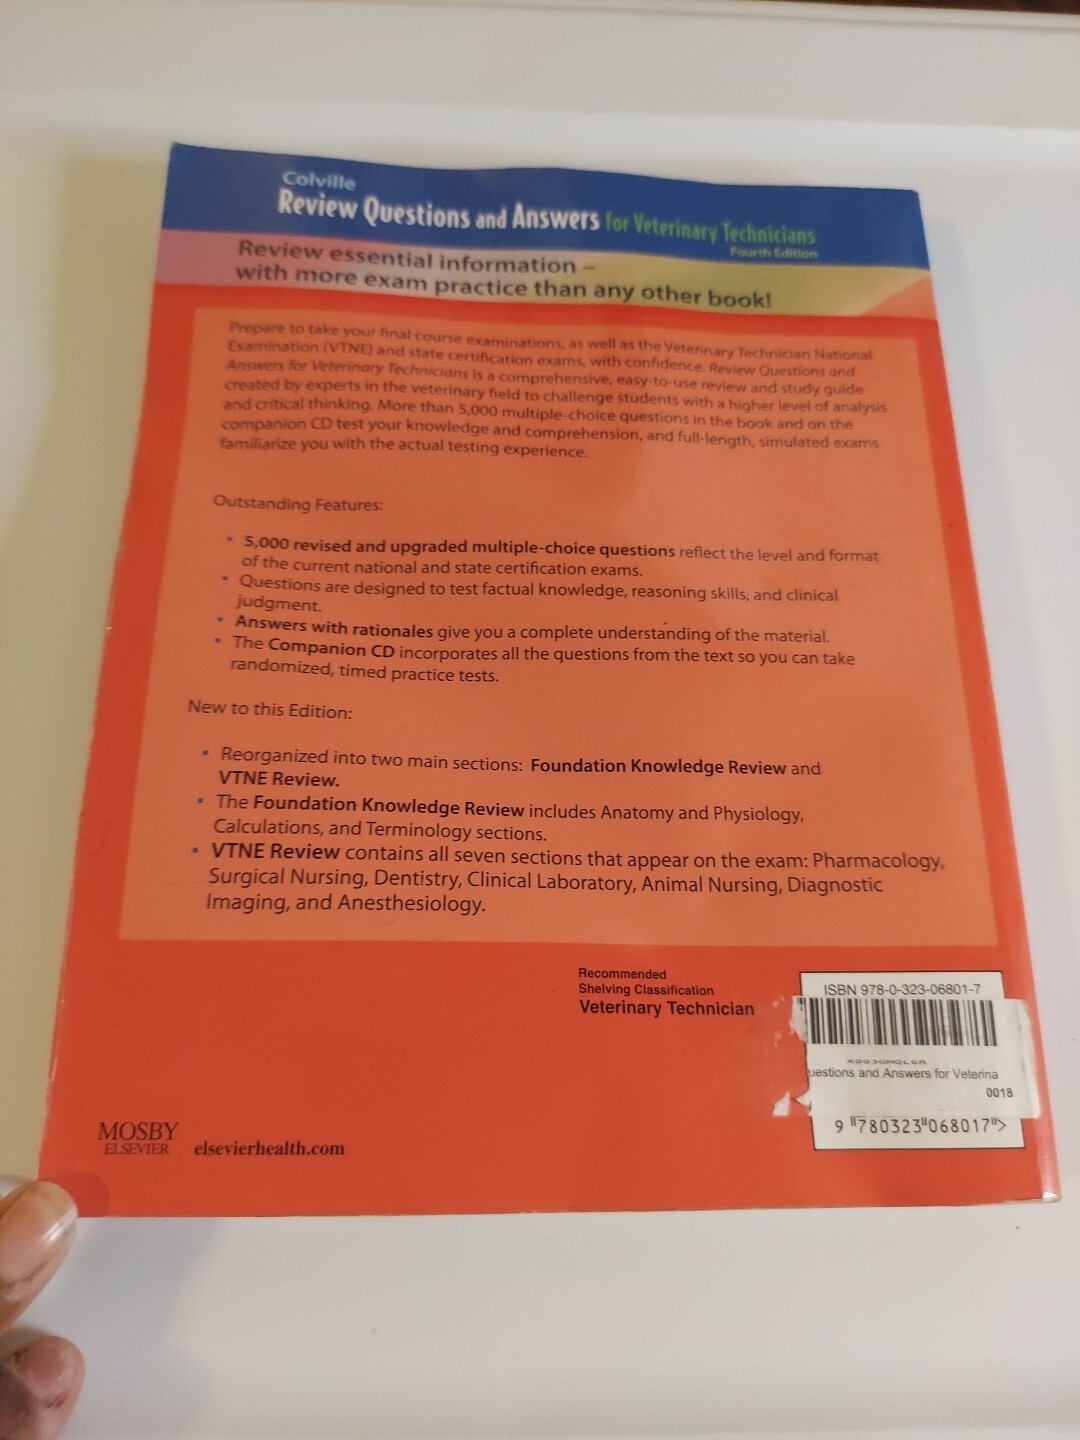 Colville
Review Questions and Answers for Veterinary Technicians
Fourth Edition
Review essential information –
with more exam practice than any other book!
Prepare to take your final course examinations, as well as the Veterinary Technician National
Examination (VTNE) and state certification exams, with confidence. Review Questions and
Answers for Veterinary Technicians is a comprehensive, easy-to-use review and study guide
created by experts in the veterinary field to challenge students with a higher level of analysis
and critical thinking. More than 5,000 multiple-choice questions in the book and on the
companion CD test your knowledge and comprehension, and full-length, simulated exams
familiarize you with the actual testing experience.
Outstanding Features:
• 5,000 revised and upgraded multiple-choice questions reflect the level and format
of the current national and state certification exams.
• Questions are designed to test factual knowledge, reasoning skills, and clinical
judgment.
• Answers with rationales give you a complete understanding of the material.
• The Companion CD incorporates all the questions from the text so you can take
randomized, timed practice tests.
New to this Edition:
• Reorganized into two main sections: Foundation Knowledge Review and
VTNE Review.
• The Foundation Knowledge Review includes Anatomy and Physiology,
Calculations, and Terminology sections.
• VTNE Review contains all seven sections that appear on the exam: Pharmacology,
Surgical Nursing, Dentistry, Clinical Laboratory, Animal Nursing, Diagnostic
Imaging, and Anesthesiology.
Recommended
Shelving Classification
Veterinary Technician
ISBN 978-0-323-06801-7
uestions and Answers for Veterina
0018
9 780323 068017 >
MOSBY
ELSEVIER
elsevierhealth.com